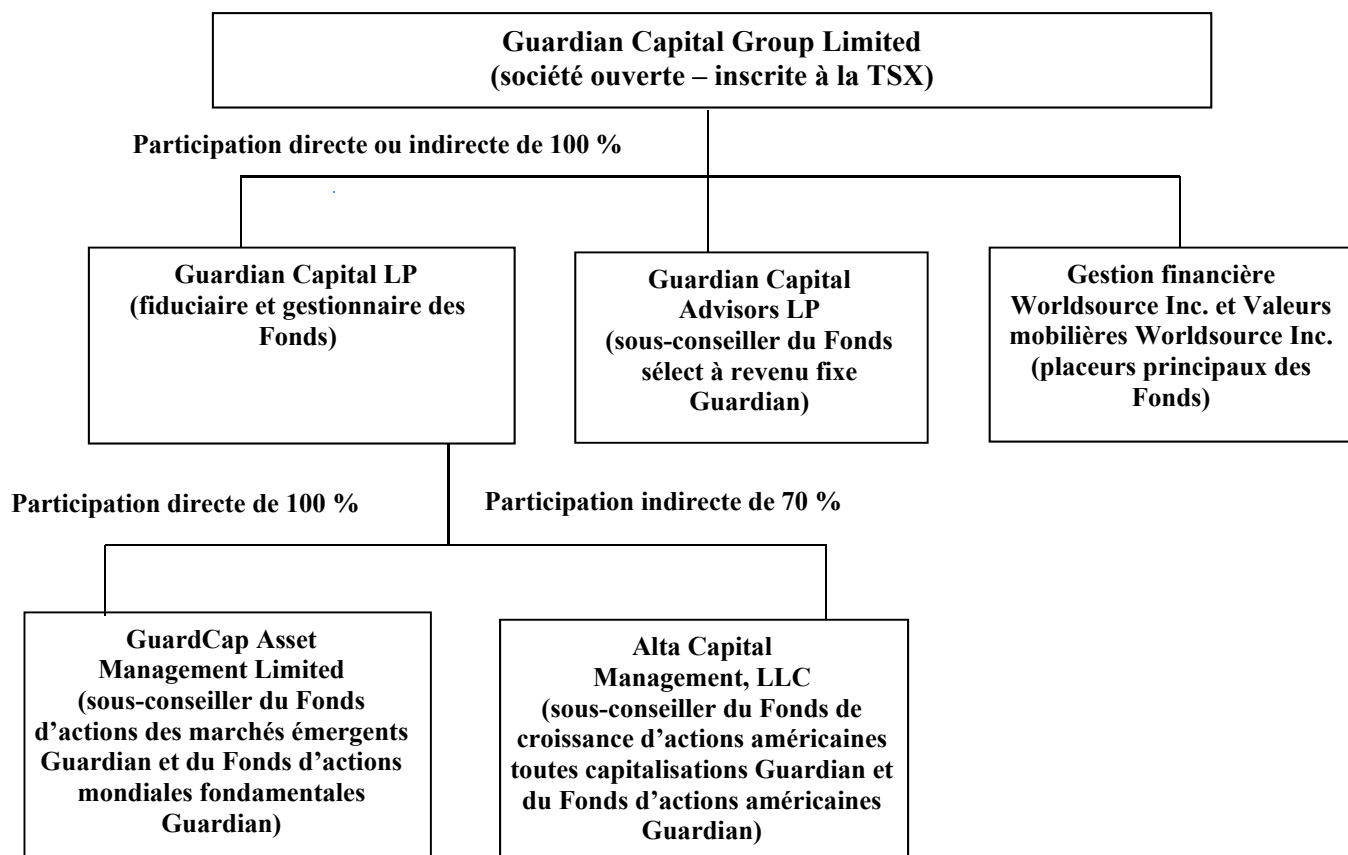 Guardian Capital Group Limited
(société ouverte – inscrite à la TSX)
Participation directe ou indirecte de 100 %
Guardian Capital LP
(fiduciaire et gestionnaire des
Fonds)
Guardian Capital
Advisors LP
(sous-conseiller du Fonds
sélect à revenu fixe
Guardian)
Gestion financière
Worldsource Inc. et Valeurs
mobilières Worldsource Inc.
(placeurs principaux des
Fonds)
Participation directe de 100 %
Participation indirecte de 70 %
GuardCap Asset
Management Limited
(sous-conseiller du Fonds
d’actions des marchés émergents
Guardian et du Fonds d’actions
mondiales fondamentales
Guardian)
Alta Capital
Management, LLC
(sous-conseiller du Fonds de
croissance d’actions américaines
toutes capitalisations Guardian et
du Fonds d’actions américaines
Guardian)